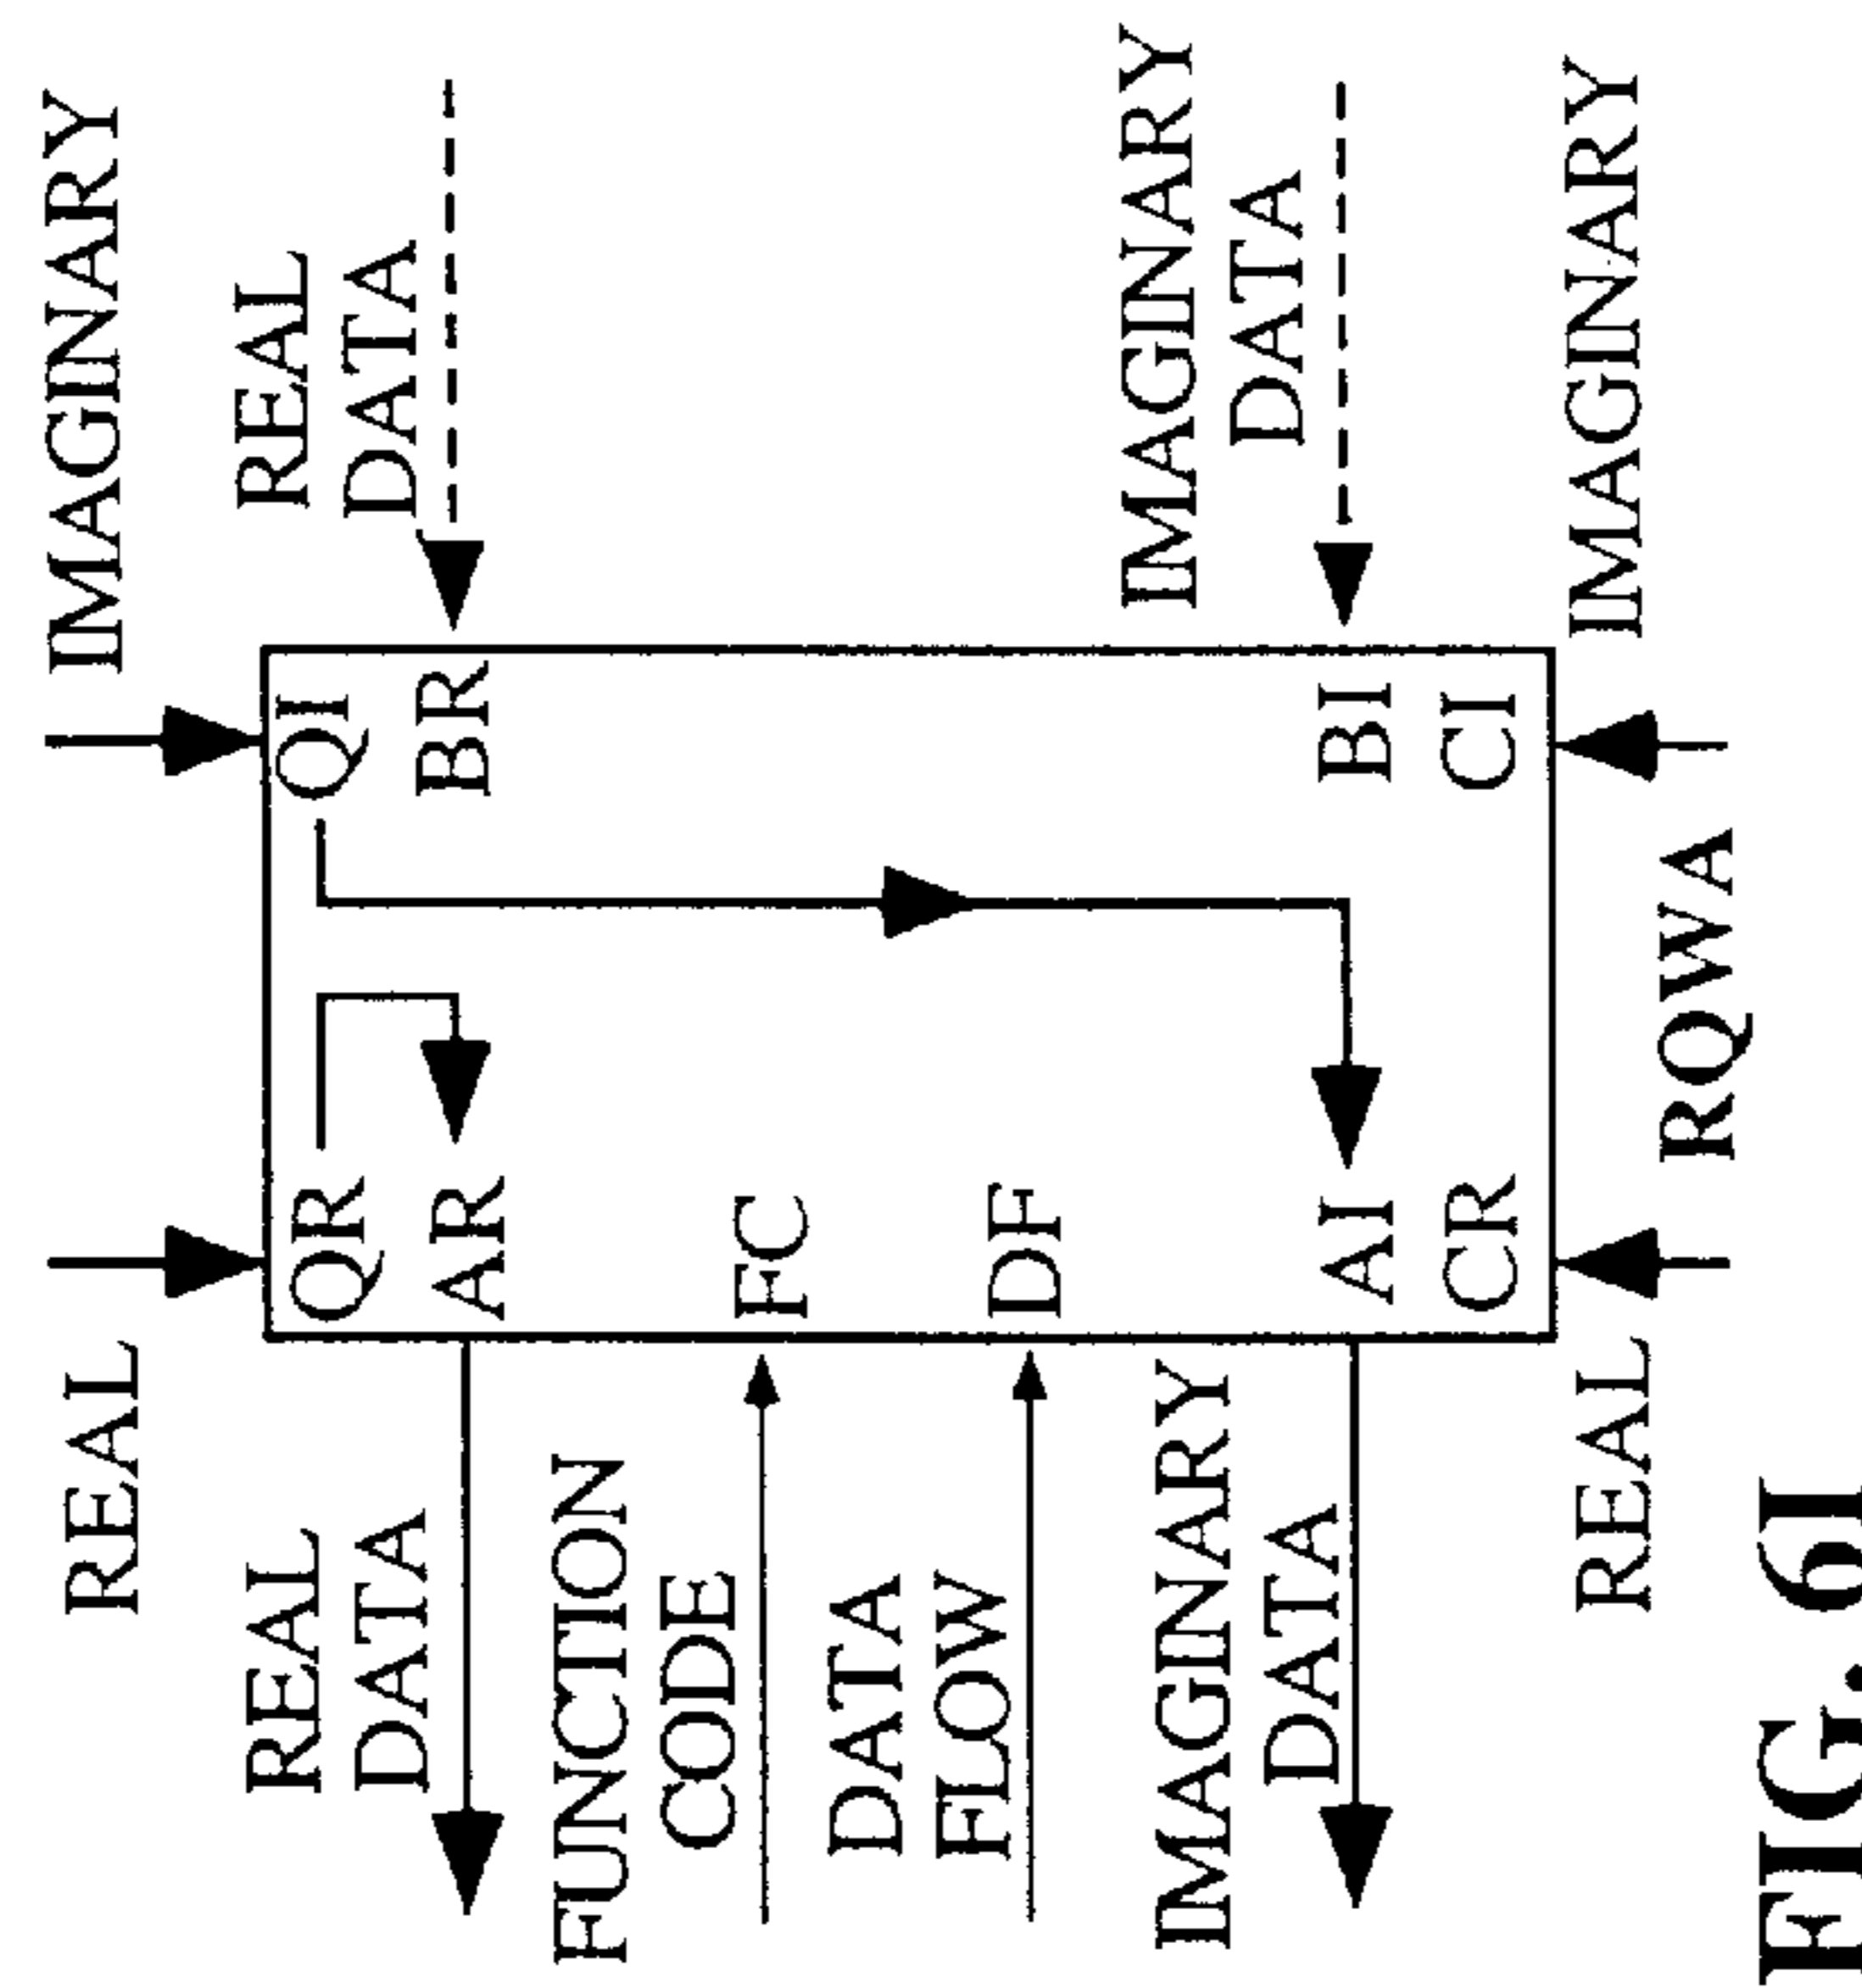 REAL
IMAGINARY
REAL
DATA
QR
QI
REAL
DATA
AR
BR
FUNCTION
CODE
FC
DATA
FLOW
DF
IMAGINARY
DATA
AI
BI
IMAGINARY
DATA
CR
CI
REAL
IMAGINARY
RQWA
FIG. 6I